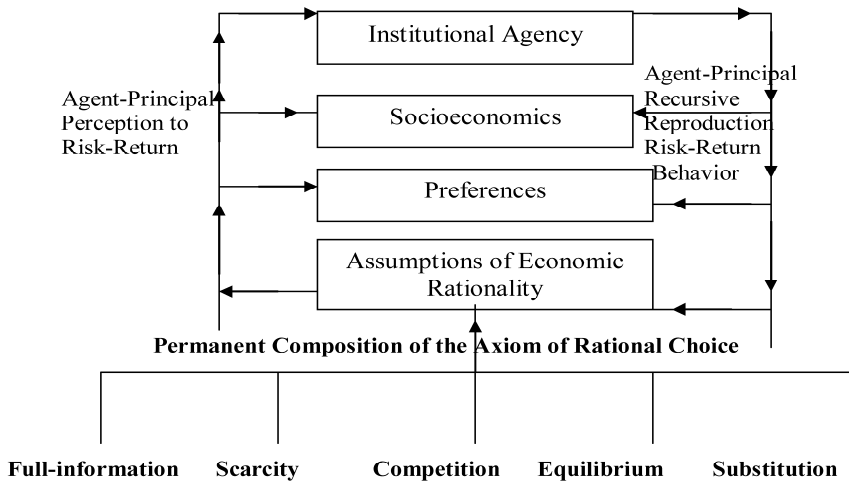 Institutional Agency
Agent-Principal
Perception to
Risk-Return
Agent-Principal
Recursive
Reproduction
Risk-Return
Behavior
Socioeconomics
Preferences
Assumptions of Economic
Rationality
Permanent Composition of the Axiom of Rational Choice
Full-information Scarcity Competition Equilibrium Substitution